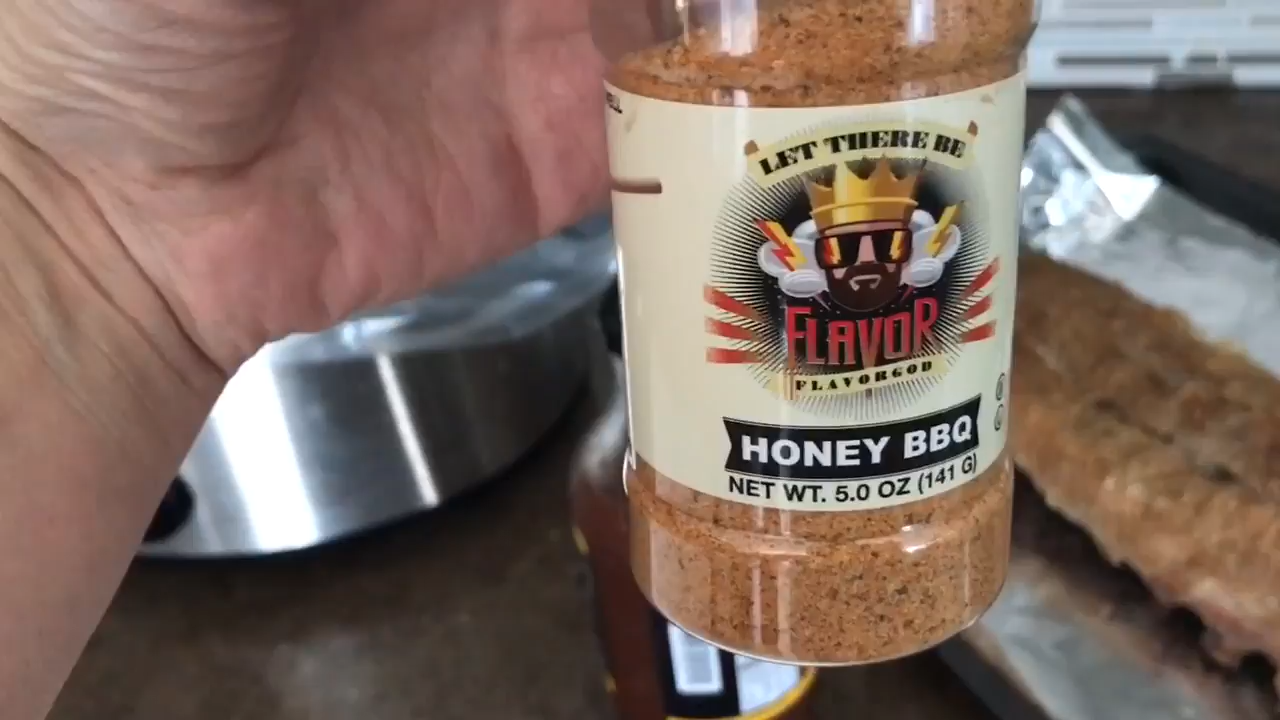 LET THERE BE
FLAVOR
FLAVORGOD
HONEY BBQ
NET WT. 5.0 OZ (141 G)